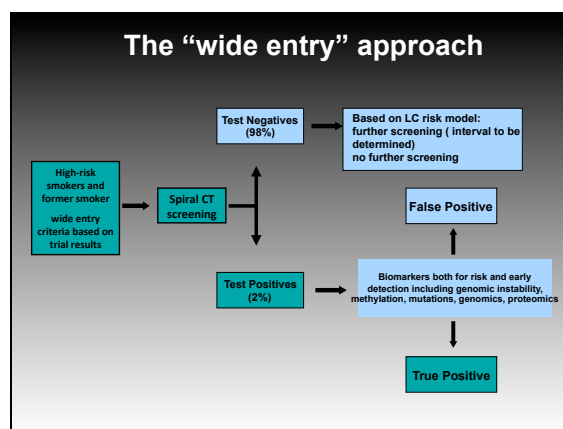 The “wide entry” approach
Test Negatives
(98%)
Based on LC risk model:
further screening ( interval to be
determined)
no further screening
High-risk
smokers and
former smoker
wide entry
criteria based on
trial results
Spiral CT
screening
False Positive
Test Positives
(2%)
Biomarkers both for risk and early
detection including genomic instability,
methylation, mutations, genomics, proteomics
True Positive